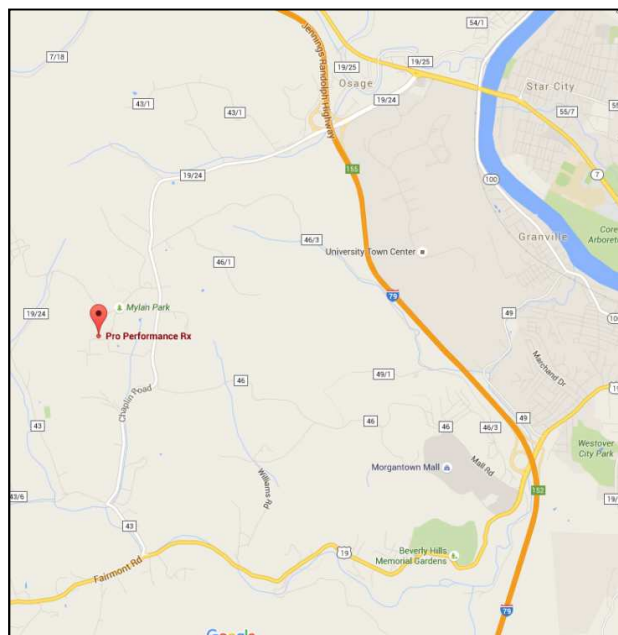 54/1
7/18
19/25
19/25
Osage
Star City
19/24
43/1
43/1
55/7
Jennings Randolph Highway
155
100
7
19/24
46/3
Granville
University Town Center
46/1
79
Mylan Park
19/24
49
Pro Performance Rx
Marchand Dr
49/1
46
Chaplin Road
43
46
46/3
49
Westover
City Park
Morgantown Mall
Mall Rd
152
43/6
Williams Rd
43
19
Beverly Hills
Memorial Gardens
Fairmont Rd
79